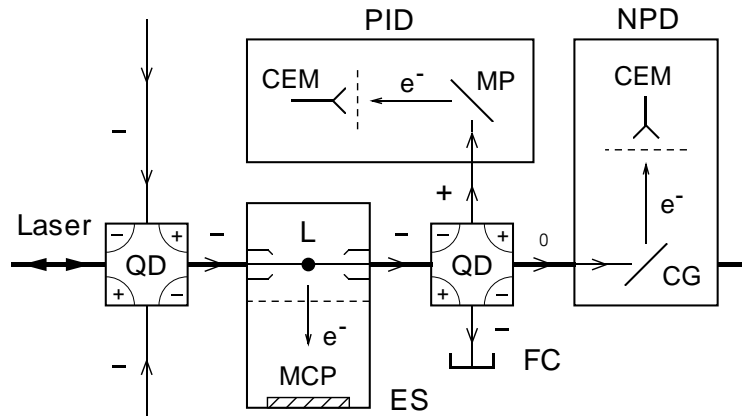 PID
NPD
CEM
e⁻
MP
CEM
−
+
e⁻
Laser
−
L
−
0
− +
QD
+ −
− +
QD
+ −
CG
e⁻
−
−
FC
MCP
ES